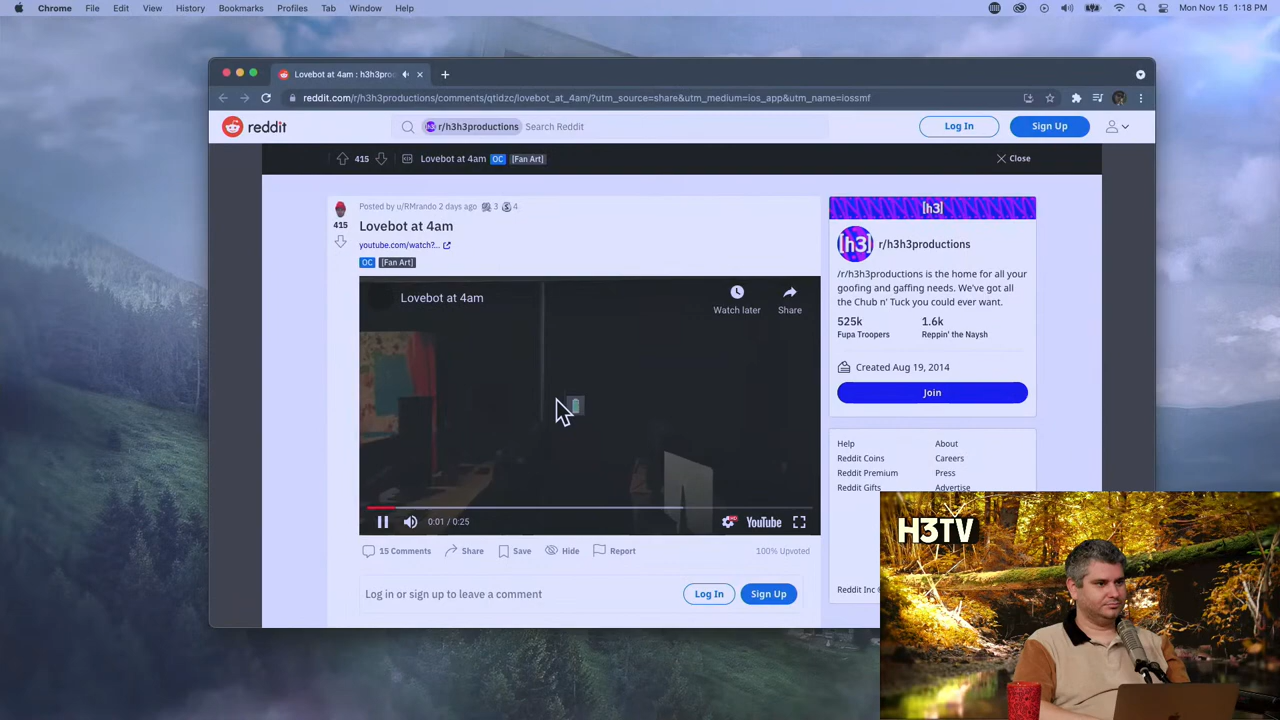 Chrome File Edit View History Bookmarks Profiles Tab Window Help Mon Nov 15 1:18 PM
Lovebot at 4am : h3h3pro
reddit.com/r/h3h3productions/comments/qtidzc/lovebot_at_4am/?utm_source=share&utm_medium=ios_app&utm_name=iossmf
reddit r/h3h3productions Search Reddit Log In Sign Up
415 Lovebot at 4am OC [Fan Art] Close
Posted by u/RMrando 2 days ago 3 4
415
Lovebot at 4am
youtube.com/watch?...
OC [Fan Art]
Lovebot at 4am
Watch later Share
0:01 / 0:25 HD YouTube
15 Comments Share Save Hide Report 100% Upvoted
Log in or sign up to leave a comment Log In Sign Up
[h3]
[h3] r/h3h3productions
/r/h3h3productions is the home for all your
goofing and gaffing needs. We've got all
the Chub n' Tuck you could ever want.
525k 1.6k
Fupa Troopers Reppin' the Naysh
Created Aug 19, 2014
Join
Help About
Reddit Coins Careers
Reddit Premium Press
Reddit Gifts Advertise
Reddit Inc ©
H3TV